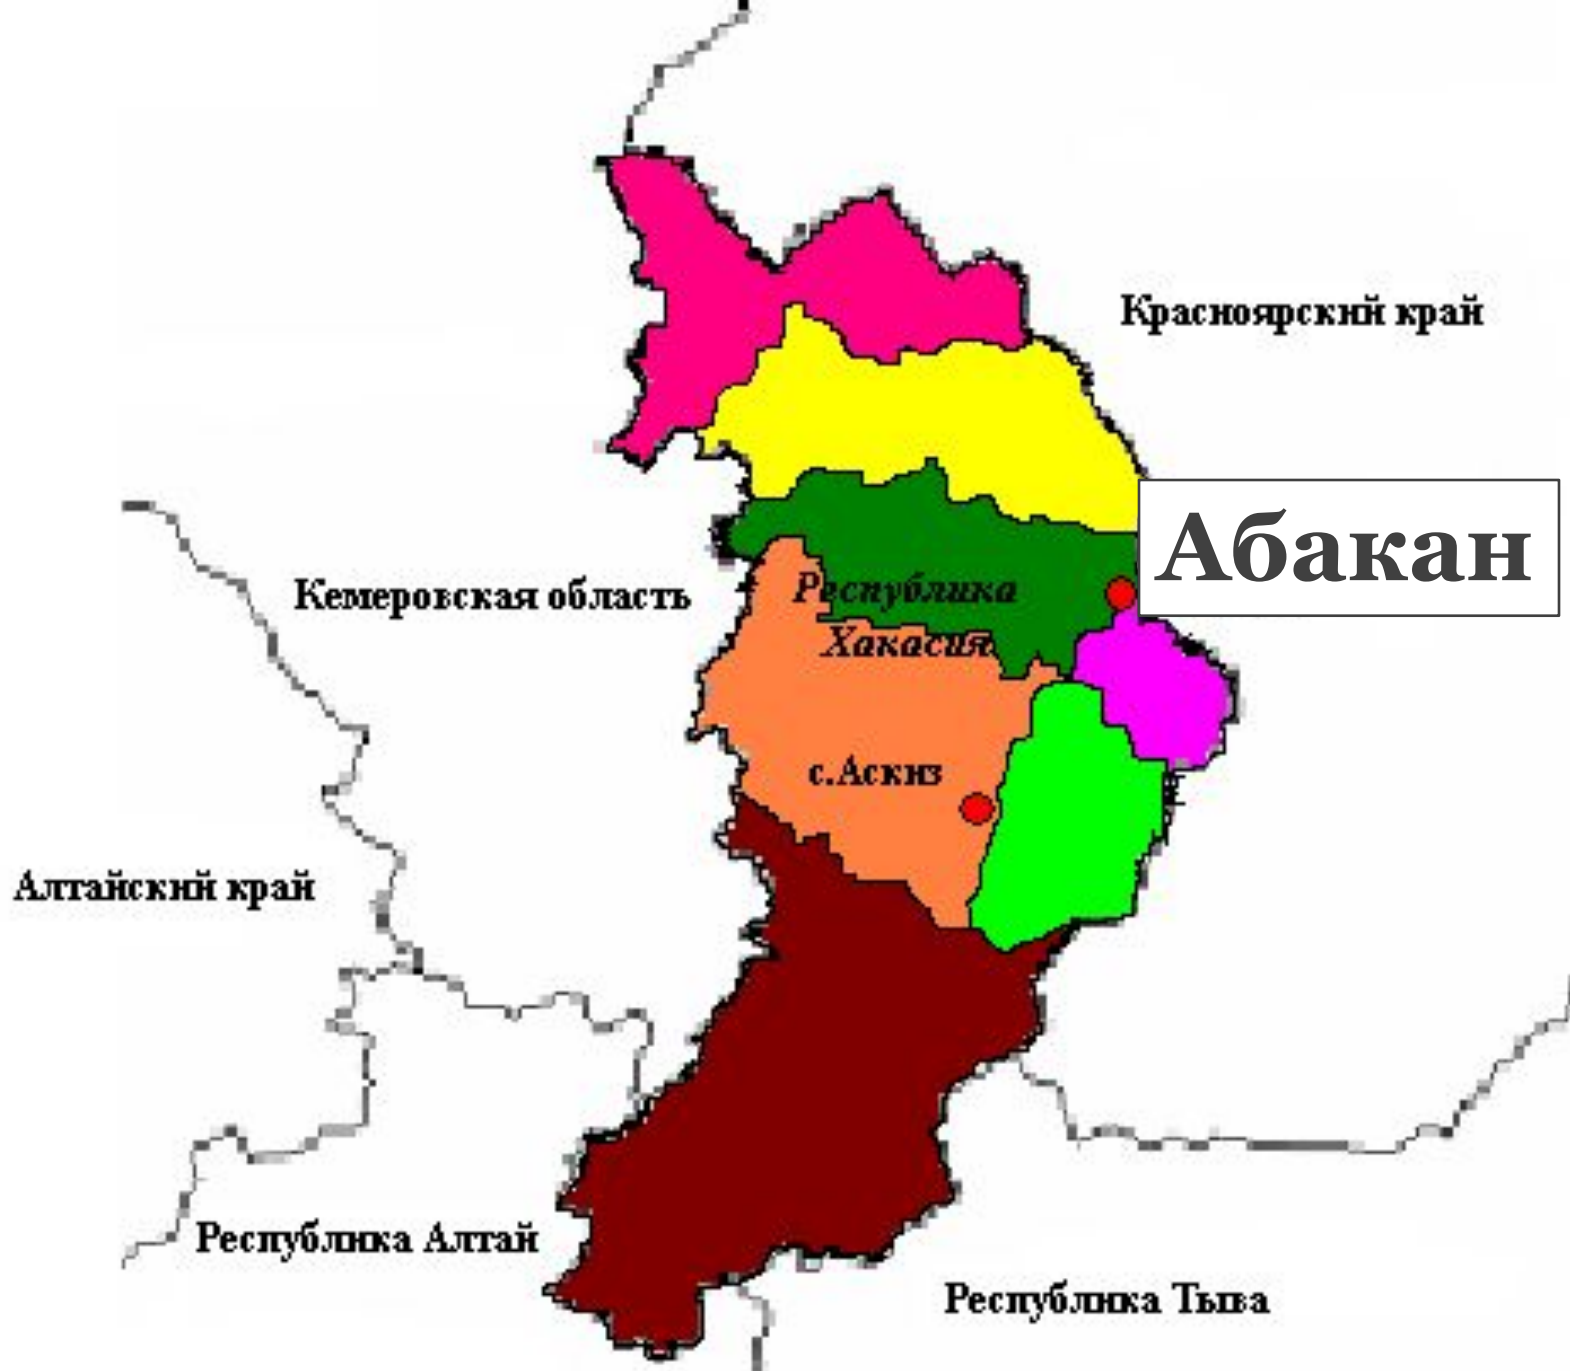 Красноярский край
Абакан
Кемеровская область
Республика
Хакасия
с.Аскиз
Алтайский край
Республика Алтай
Республика Тыва